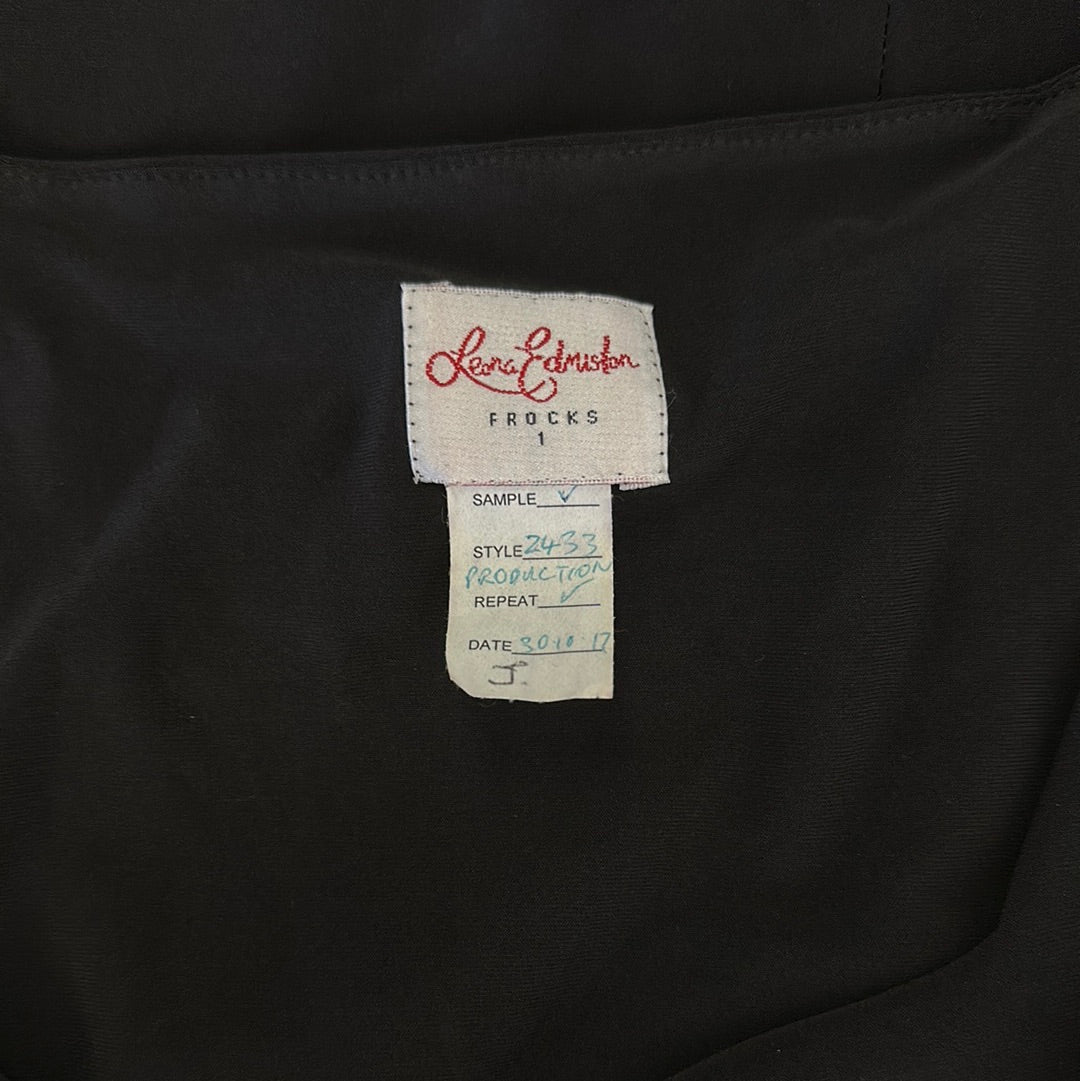 Leona Edmiston
FROCKS
1
SAMPLE ✓
STYLE 2433
PRODUCTION
REPEAT ✓
DATE 30.10.17
J.